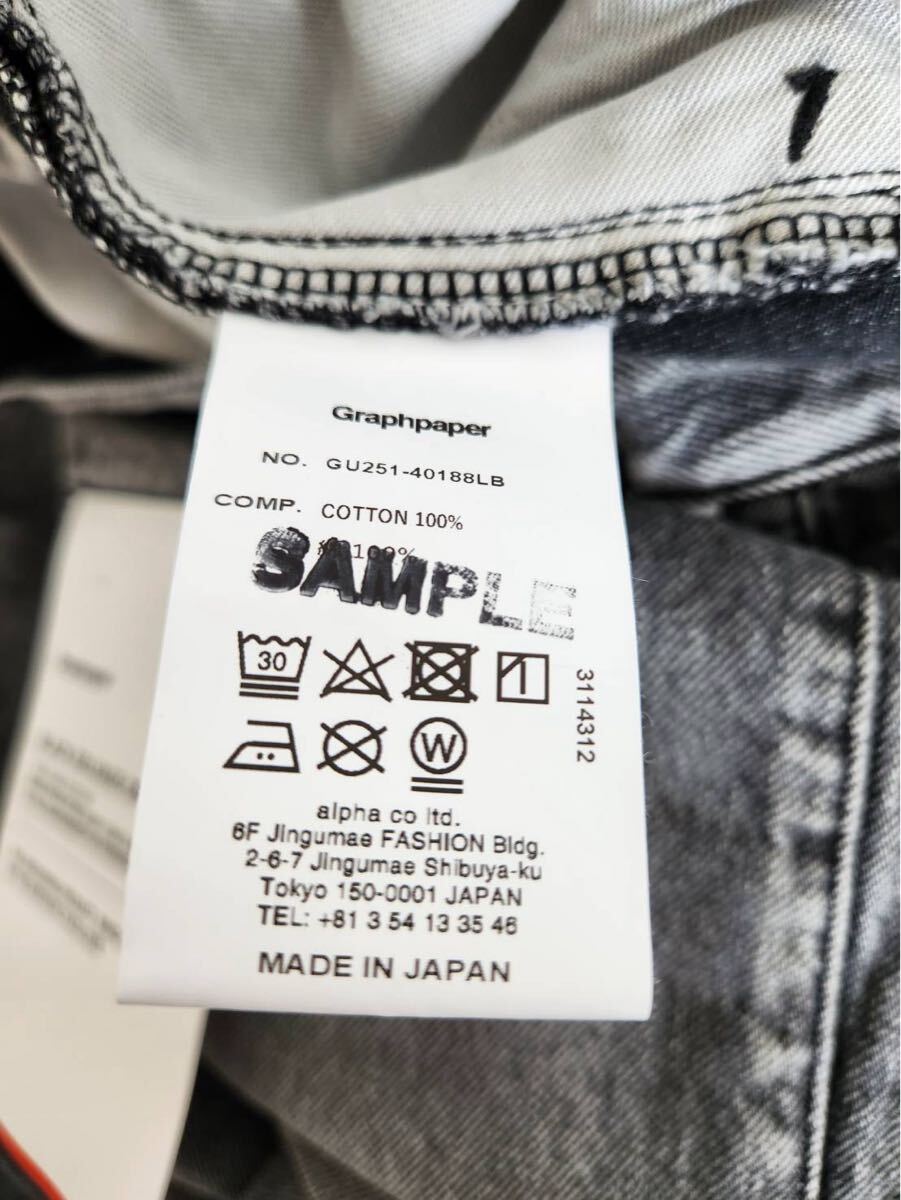 1
Graphpaper
NO. GU251-40188LB
COMP. COTTON 100%
100%
SAMPLE
30
W
3114312
alpha co ltd.
6F Jingumae FASHION Bldg.
2-6-7 Jingumae Shibuya-ku
Tokyo 150-0001 JAPAN
TEL: +81 3 54 13 35 46
MADE IN JAPAN